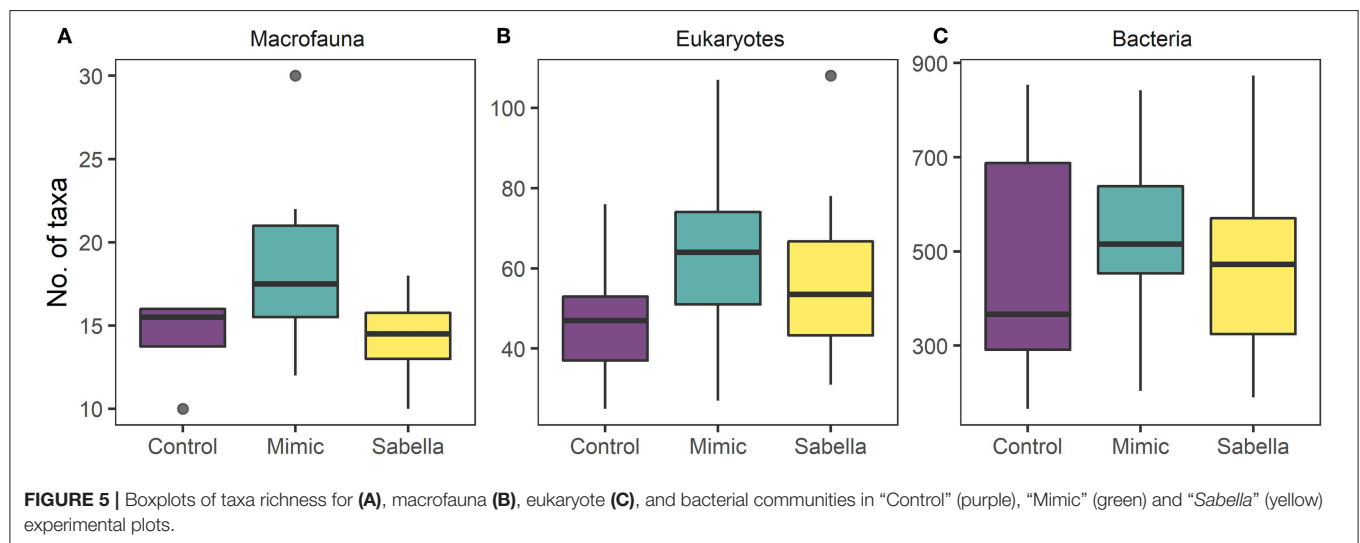 A Macrofauna B Eukaryotes C Bacteria
No. of taxa
30
25
20
15
10
100
80
60
40
900
700
500
300
Control Mimic Sabella Control Mimic Sabella Control Mimic Sabella
FIGURE 5 | Boxplots of taxa richness for (A), macrofauna (B), eukaryote (C), and bacterial communities in “Control” (purple), “Mimic” (green) and “Sabella” (yellow)
experimental plots.